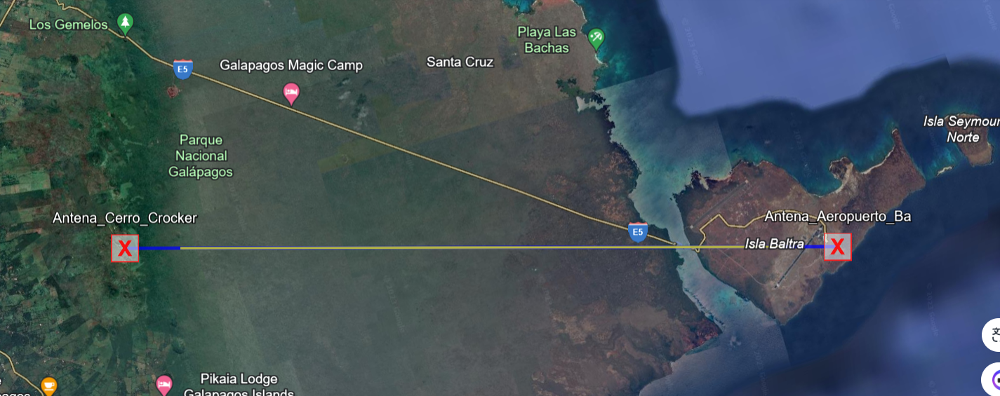 Los Gemelos
Playa Las
Bachas
E5
Galapagos Magic Camp
Santa Cruz
Isla Seymour
Norte
Parque
Nacional
Galápagos
Antena_Cerro_Crocker
Antena_Aeropuerto_Ba
E5
Isla Baltra
X
X
Pikaia Lodge
Galapagos Islands